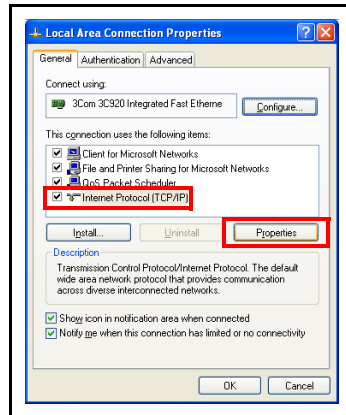 Local Area Connection Properties
General Authentication Advanced
Connect using:
3Com 3C920 Integrated Fast Etherne
Configure...
This connection uses the following items:
Client for Microsoft Networks
File and Printer Sharing for Microsoft Networks
QoS Packet Scheduler
Internet Protocol (TCP/IP)
Install... Uninstall Properties
Description
Transmission Control Protocol/Internet Protocol. The default
wide area network protocol that provides communication
across diverse interconnected networks.
Show icon in notification area when connected
Notify me when this connection has limited or no connectivity
OK Cancel